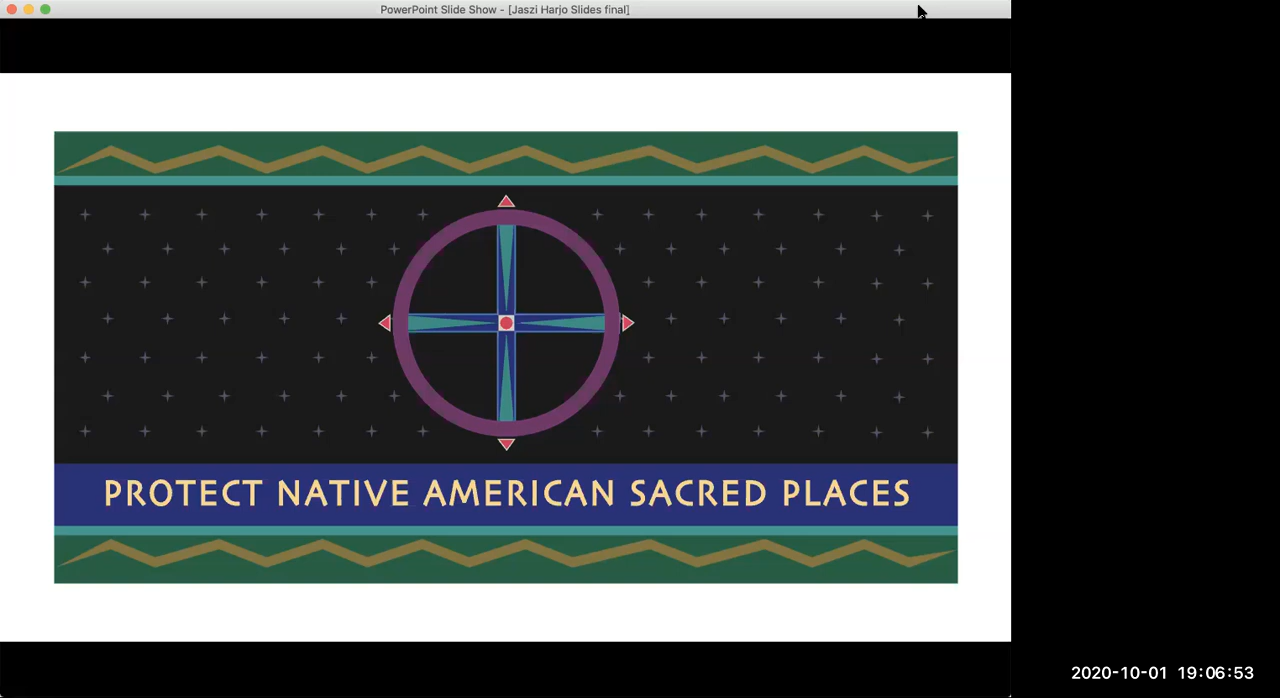 PowerPoint Slide Show - [Jaszi Harjo Slides final]
PROTECT NATIVE AMERICAN SACRED PLACES
2020-10-01 19:06:53